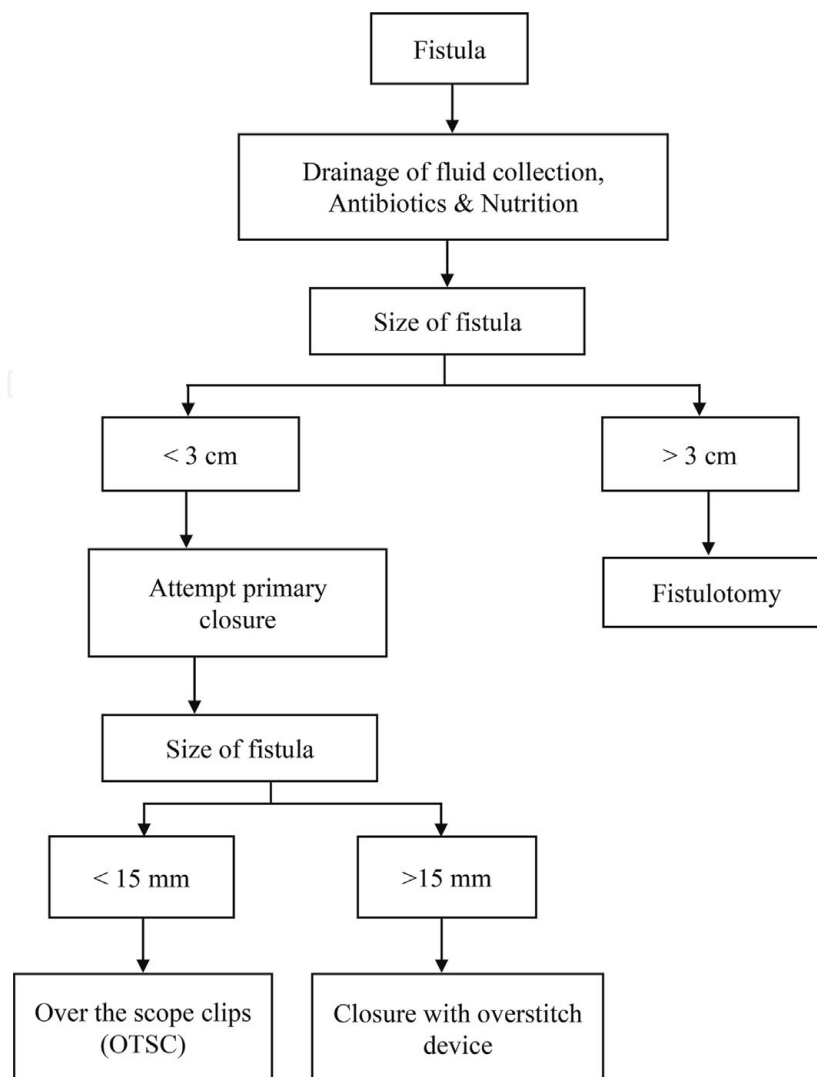 Fistula
Drainage of fluid collection,
Antibiotics & Nutrition
Size of fistula
< 3 cm
> 3 cm
Attempt primary
closure
Fistulotomy
Size of fistula
< 15 mm
>15 mm
Over the scope clips
(OTSC)
Closure with overstitch
device